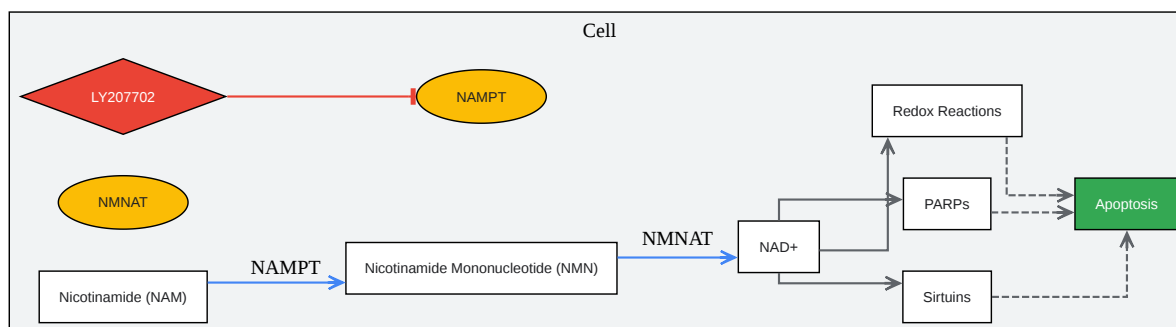 Cell
LY207702
NAMPT
Redox Reactions
NMNAT
PARPs
Apoptosis
NMNAT
NAD+
NAMPT
Nicotinamide Mononucleotide (NMN)
Nicotinamide (NAM)
Sirtuins